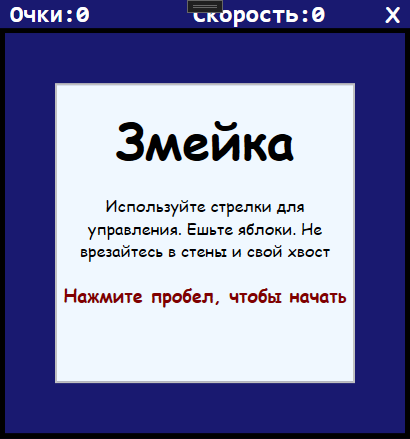 Очки:0 Скорость:0 X
Змейка
Используйте стрелки для
управления. Ешьте яблоки. Не
врезайтесь в стены и свой хвост
Нажмите пробел, чтобы начать